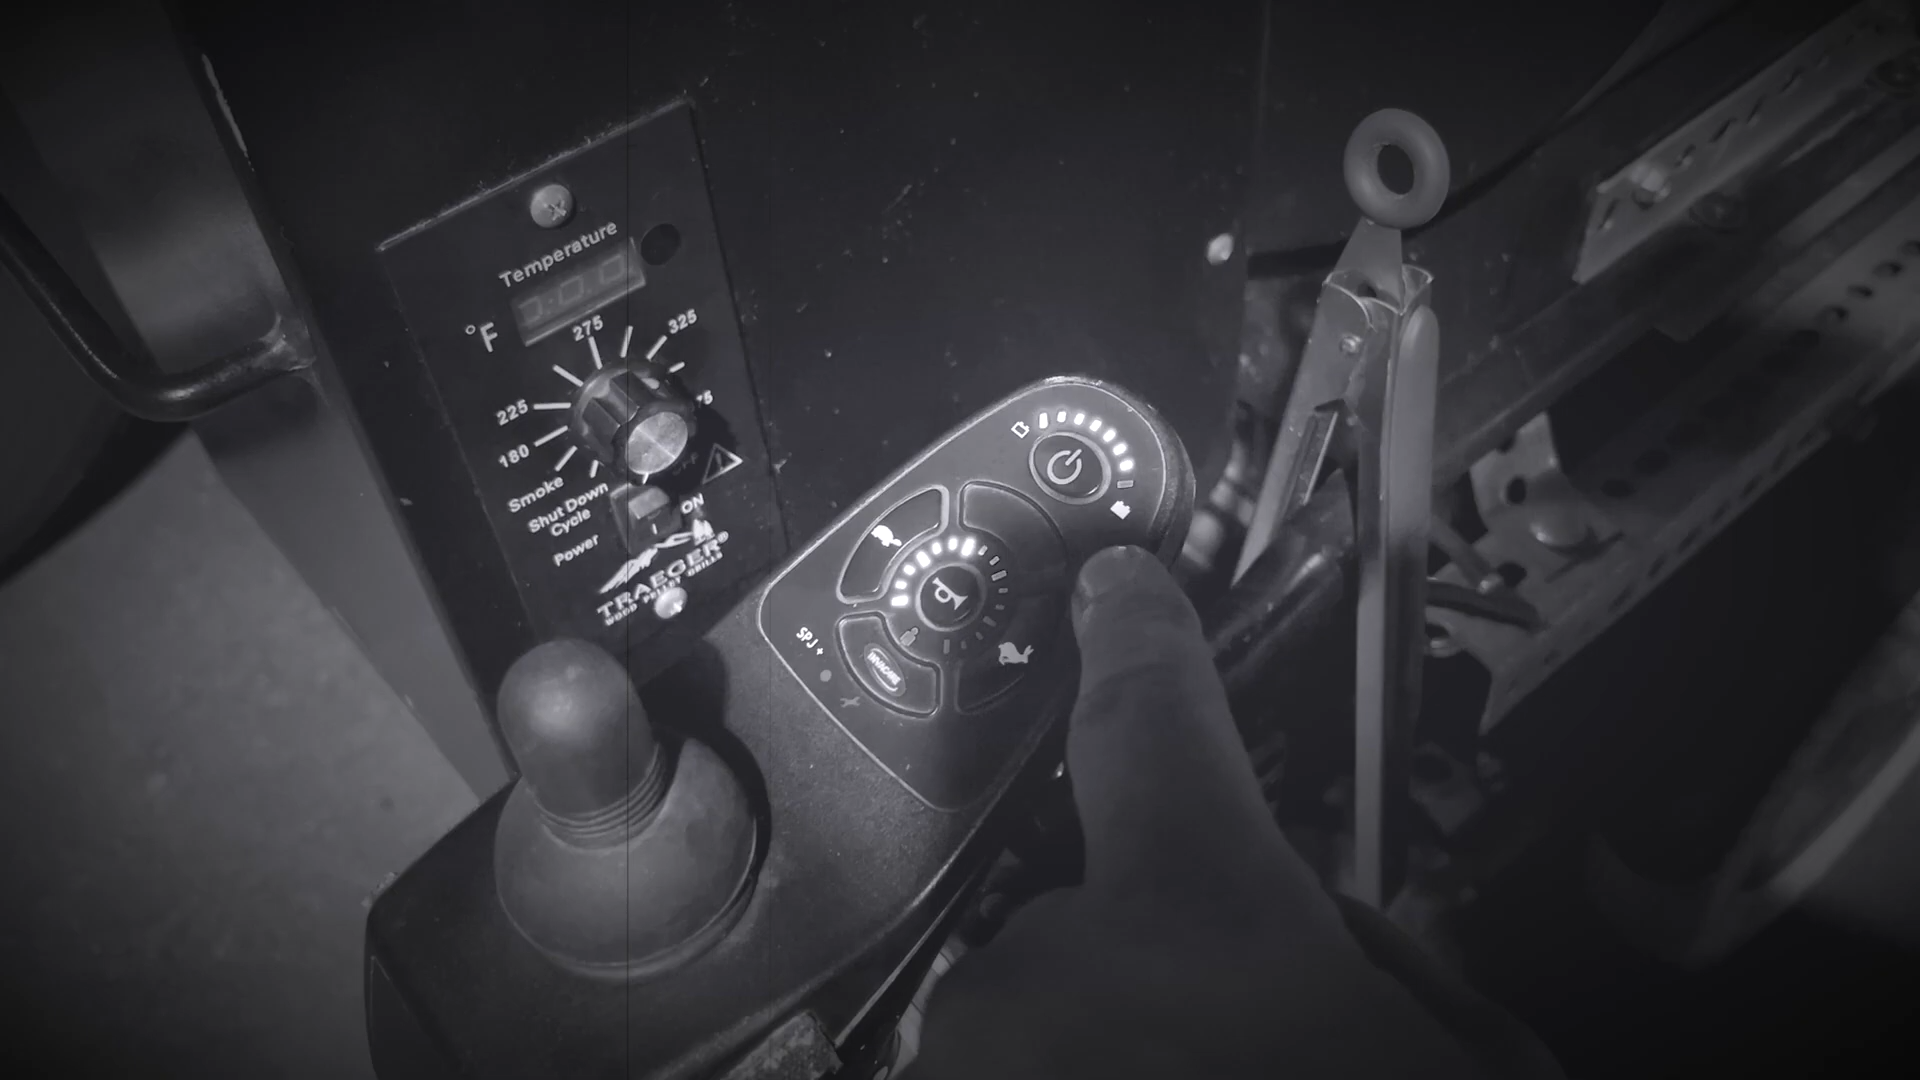 Temperature
°F
275
325
225
180
Smoke
Shut Down
Cycle
ON
Power
TRAEGER®
WOOD PELLET GRILLS
SPJ+
INVACARE